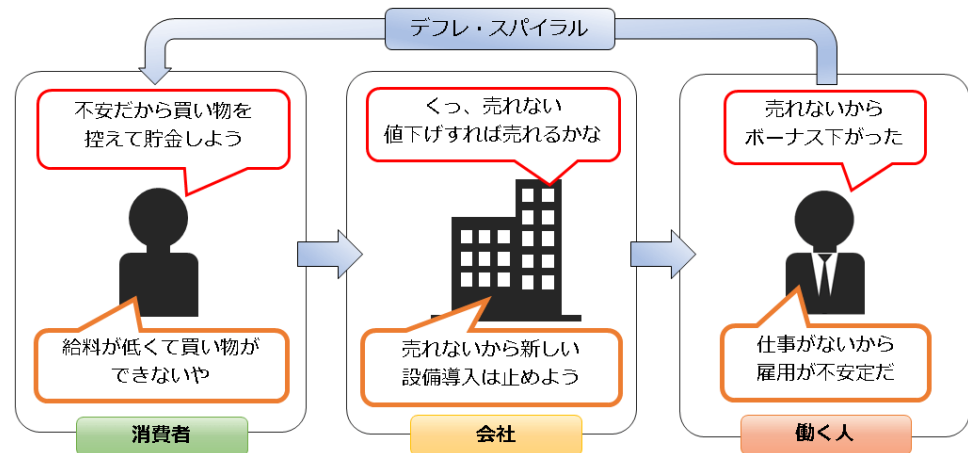 デフレ・スパイラル
不安だから買い物を
控えて貯金しよう
給料が低くて買い物が
できないや
消費者
くっ、売れない
値下げすれば売れるかな
売れないから新しい
設備導入は止めよう
会社
売れないから
ボーナス下がった
仕事がないから
雇用が不安定だ
働く人